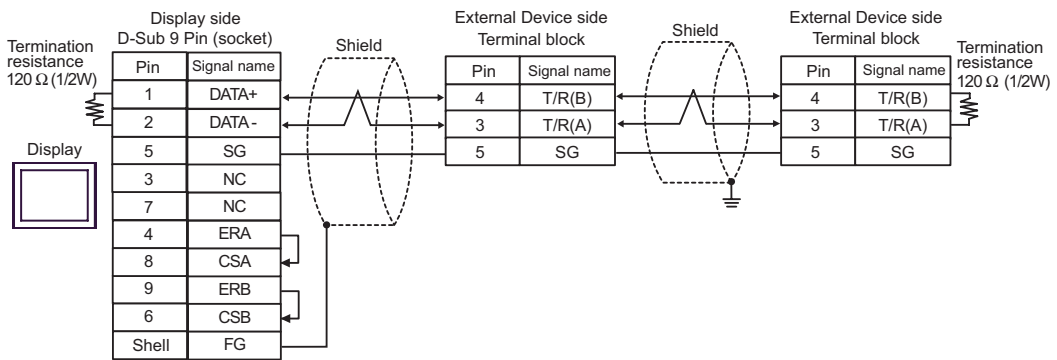 Display side
D-Sub 9 Pin (socket)
Termination
resistance
120 Ω (1/2W)
Pin Signal name
1 DATA+
2 DATA-
5 SG
3 NC
7 NC
4 ERA
8 CSA
9 ERB
6 CSB
Shell FG
Display
Shield
External Device side
Terminal block
Pin Signal name
4 T/R(B)
3 T/R(A)
5 SG
Shield
External Device side
Terminal block
Pin Signal name
4 T/R(B)
3 T/R(A)
5 SG
Termination
resistance
120 Ω (1/2W)